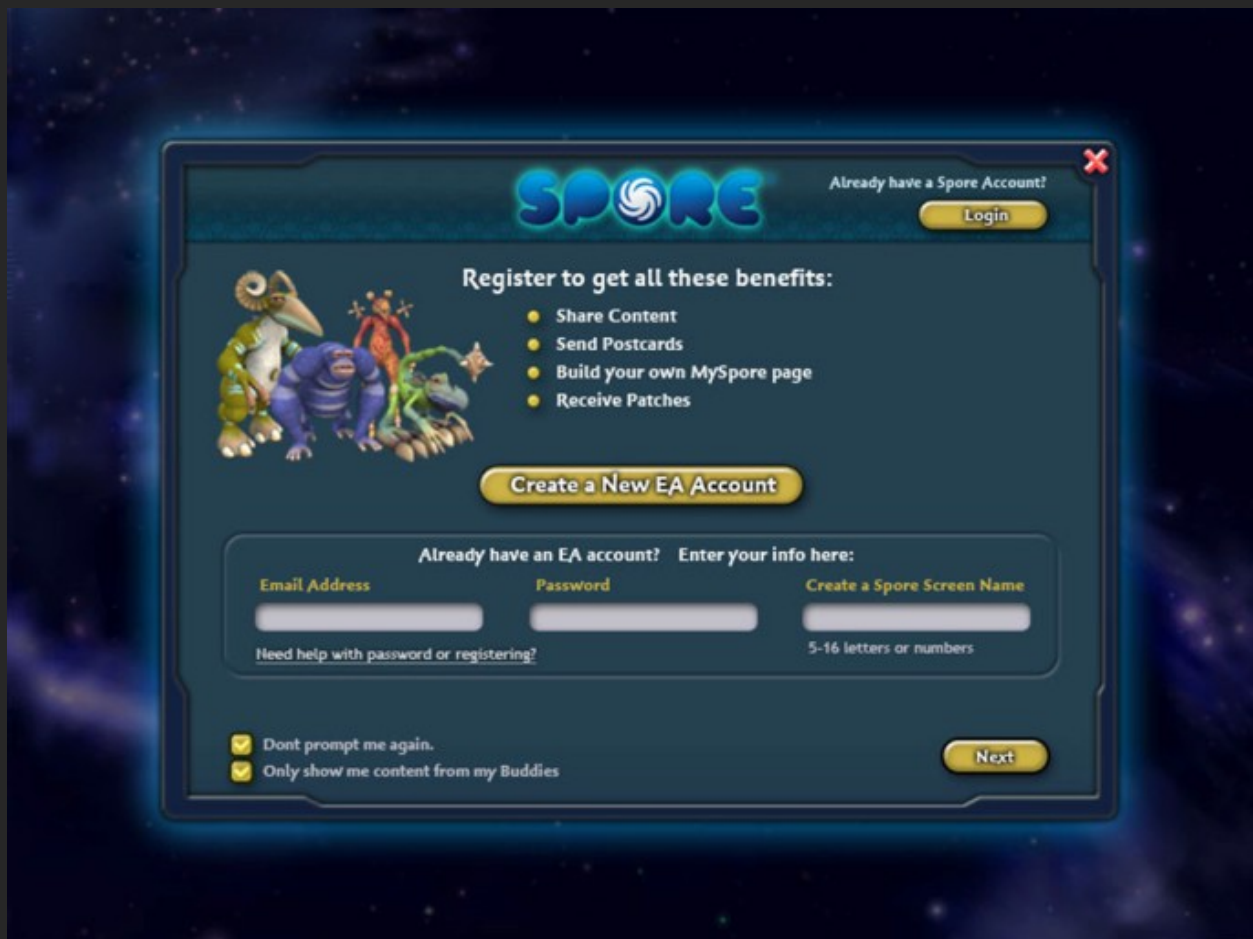 SPORE
Already have a Spore Account?
Login
Register to get all these benefits:
Share Content
Send Postcards
Build your own MySpore page
Receive Patches
Create a New EA Account
Already have an EA account? Enter your info here:
Email Address Password Create a Spore Screen Name
Need help with password or registering? 5-16 letters or numbers
Dont prompt me again.
Only show me content from my Buddies
Next